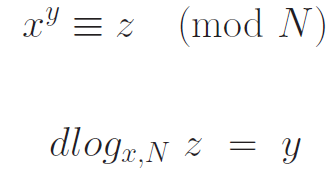 x^y ≡ z (mod N)
dlog_{x,N} z = y